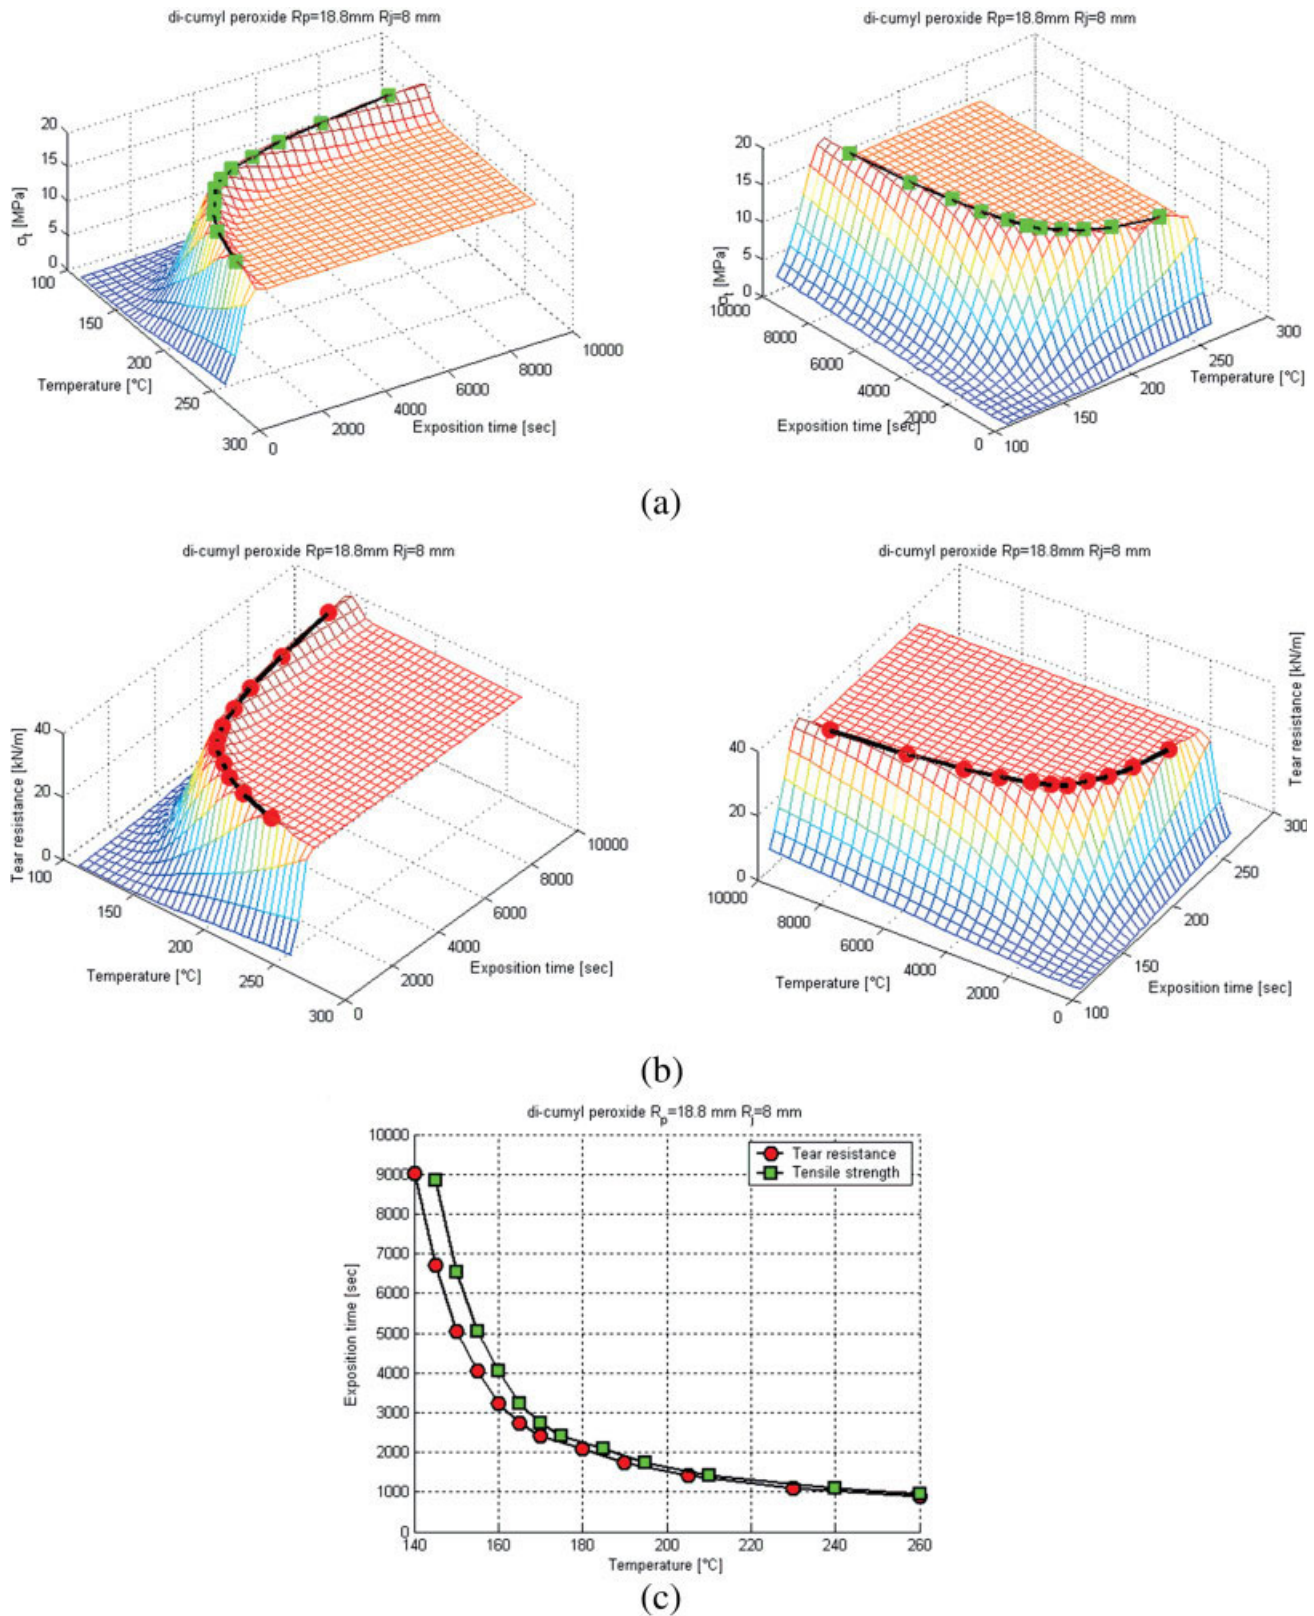 di-cumyl peroxide Rp=18.8mm Rj=8 mm
di-cumyl peroxide Rp=18.8mm Rj=8 mm
20
15
10
5
0
σt [MPa]
100
150
200
250
300
Temperature [°C]
0
2000
4000
6000
8000
10000
Exposition time [sec]
20
15
10
5
0
σt [MPa]
10000
8000
6000
4000
2000
0
Exposition time [sec]
100
150
200
250
300
Temperature [°C]
(a)
di-cumyl peroxide Rp=18.8mm Rj=8 mm
di-cumyl peroxide Rp=18.8mm Rj=8 mm
40
20
0
Tear resistance [kN/m]
100
150
200
250
300
Temperature [°C]
0
2000
4000
6000
8000
10000
Exposition time [sec]
Tear resistance [kN/m]
40
20
0
10000
8000
6000
4000
2000
0
Temperature [°C]
100
150
200
250
300
Exposition time [sec]
(b)
di-cumyl peroxide Rp=18.8 mm Rj=8 mm
10000
9000
8000
7000
6000
5000
4000
3000
2000
1000
0
Exposition time [sec]
Tear resistance
Tensile strength
140 160 180 200 220 240 260
Temperature [°C]
(c)